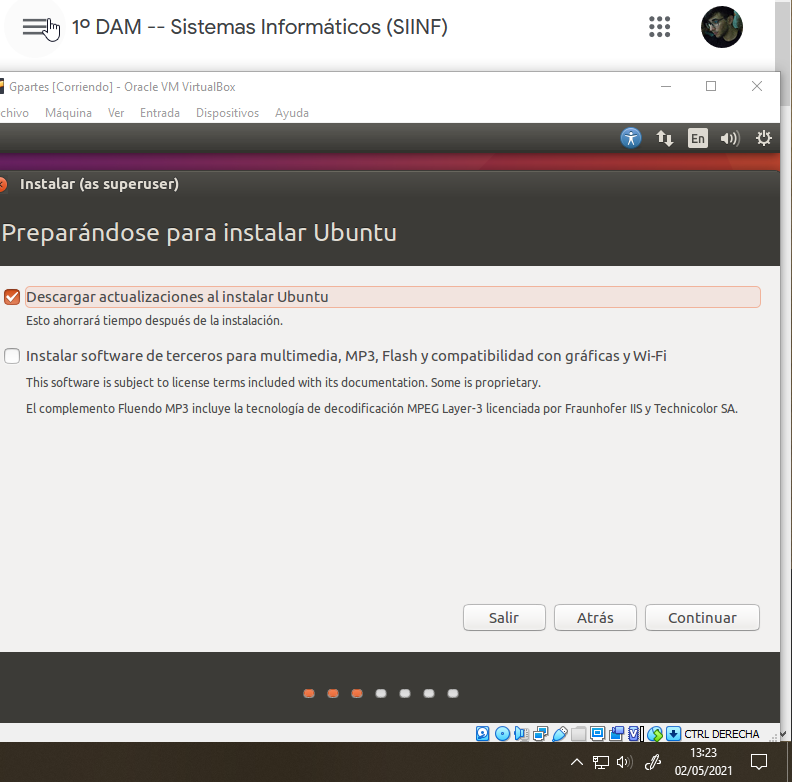 1º DAM -- Sistemas Informáticos (SIINF)
Gpartes [Corriendo] - Oracle VM VirtualBox
chivo Máquina Ver Entrada Dispositivos Ayuda
En
Instalar (as superuser)
Preparándose para instalar Ubuntu
Descargar actualizaciones al instalar Ubuntu
Esto ahorrará tiempo después de la instalación.
Instalar software de terceros para multimedia, MP3, Flash y compatibilidad con gráficas y Wi-Fi
This software is subject to license terms included with its documentation. Some is proprietary.
El complemento Fluendo MP3 incluye la tecnología de decodificación MPEG Layer-3 licenciada por Fraunhofer IIS y Technicolor SA.
Salir Atrás Continuar
CTRL DERECHA
13:23
02/05/2021